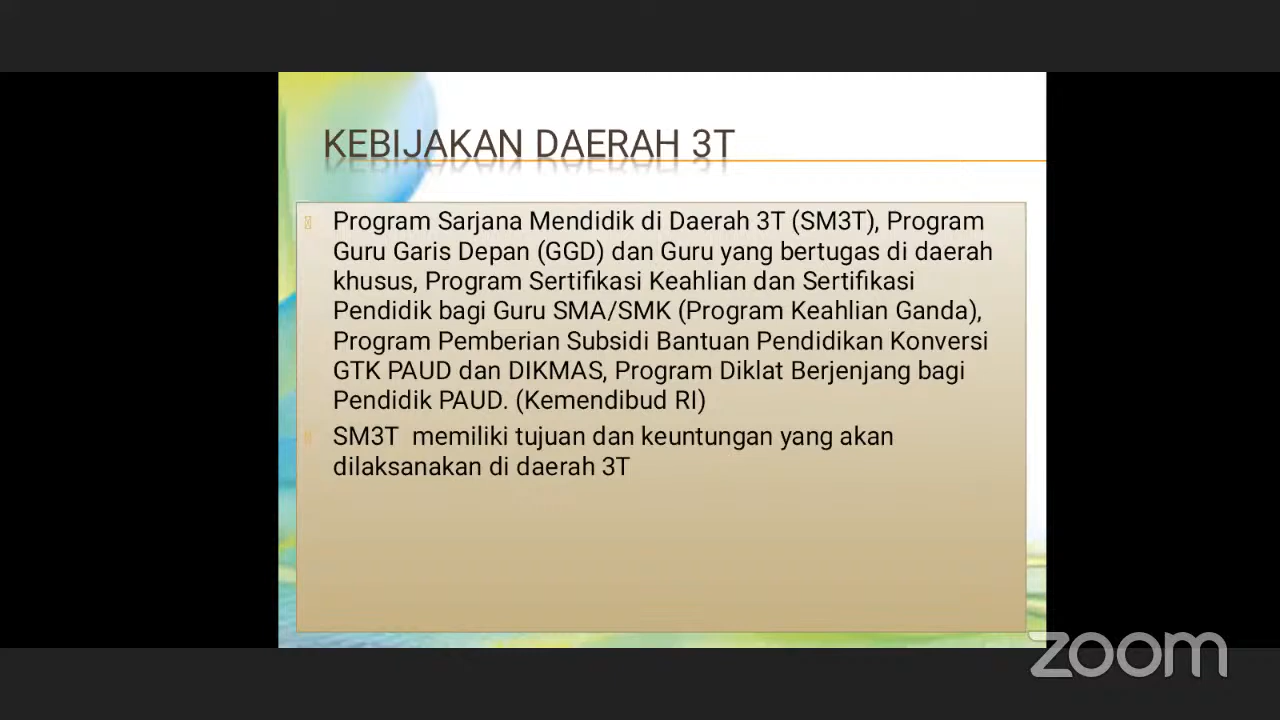 KEBIJAKAN DAERAH 3T
Program Sarjana Mendidik di Daerah 3T (SM3T), Program
Guru Garis Depan (GGD) dan Guru yang bertugas di daerah
khusus, Program Sertifikasi Keahlian dan Sertifikasi
Pendidik bagi Guru SMA/SMK (Program Keahlian Ganda),
Program Pemberian Subsidi Bantuan Pendidikan Konversi
GTK PAUD dan DIKMAS, Program Diklat Berjenjang bagi
Pendidik PAUD. (Kemendibud RI)
SM3T  memiliki tujuan dan keuntungan yang akan
dilaksanakan di daerah 3T
zoom